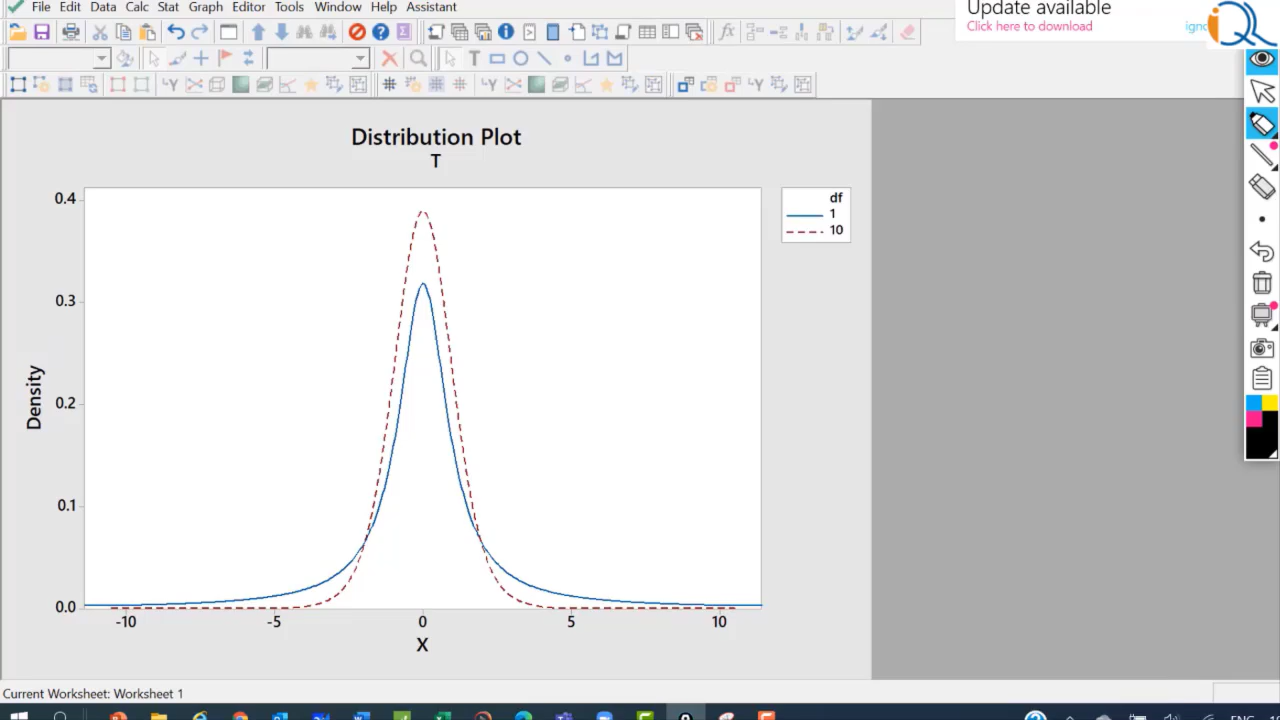 File Edit Data Calc Stat Graph Editor Tools Window Help Assistant
Update available
Click here to download
Distribution Plot
T
df
1
10
0.4
0.3
0.2
0.1
0.0
Density
-10 -5 0 5 10
X
Current Worksheet: Worksheet 1